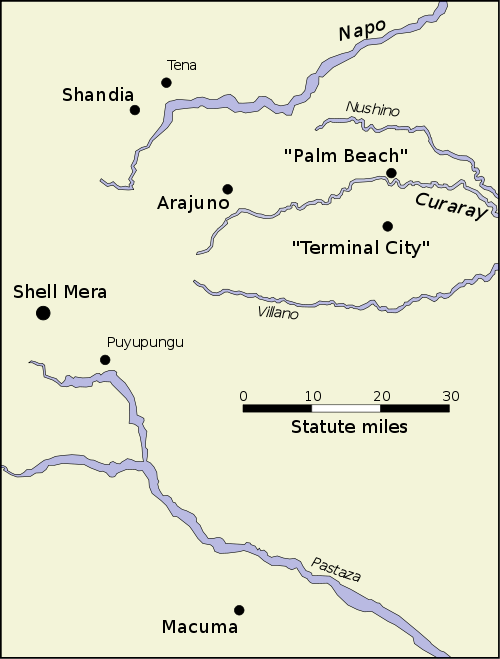 Napo
Tena
Shandia
Nushino
"Palm Beach"
Arajuno
Curaray
"Terminal City"
Shell Mera
Villano
Puyupungu
0 10 20 30
Statute miles
Pastaza
Macuma